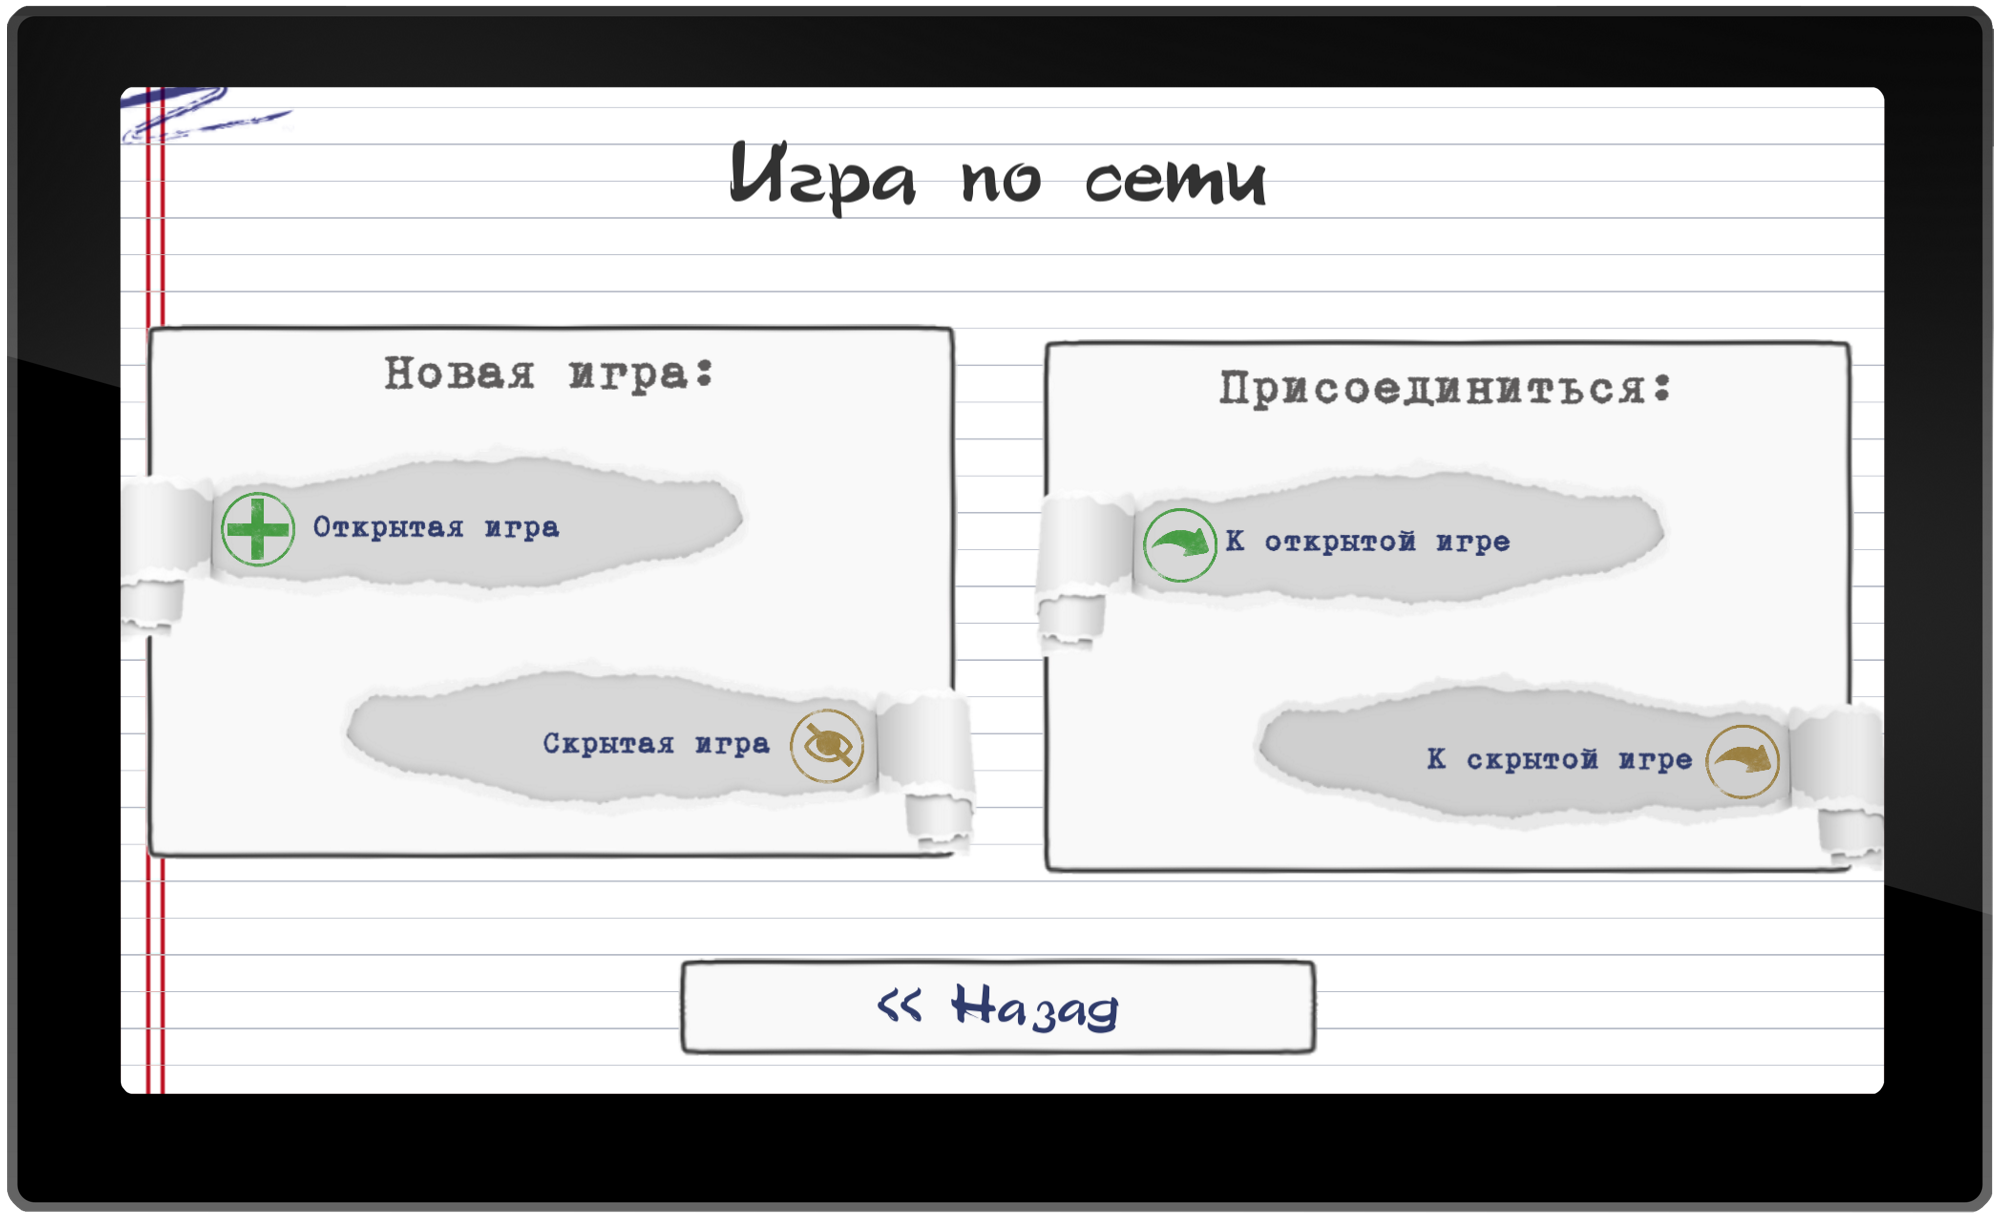 Игра по сети
Новая игра:
Открытая игра
Скрытая игра
Присоединиться:
К открытой игре
К скрытой игре
<< Назад